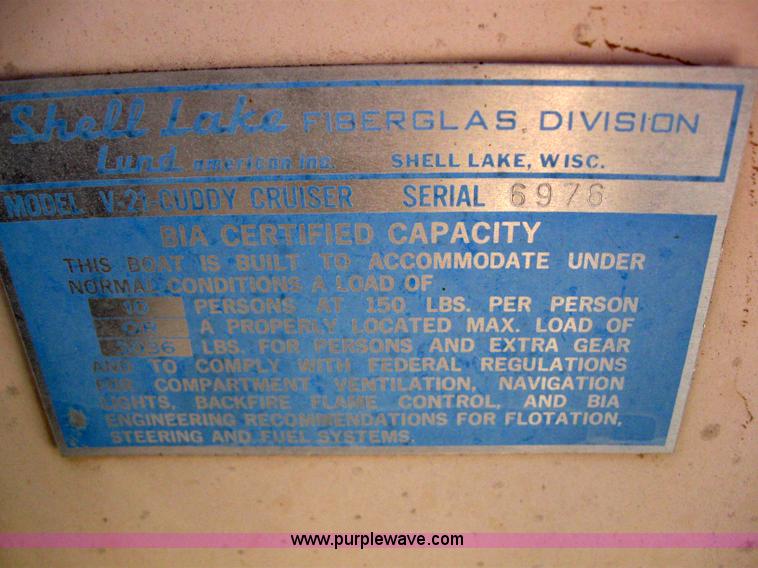 Shell Lake FIBERGLAS DIVISION
Lund american inc. SHELL LAKE, WISC.
MODEL V-21-CUDDY CRUISER SERIAL 6976
BIA CERTIFIED CAPACITY
THIS BOAT IS BUILT TO ACCOMMODATE UNDER
NORMAL CONDITIONS A LOAD OF
10 PERSONS AT 150 LBS. PER PERSON
OR A PROPERLY LOCATED MAX. LOAD OF
LBS. FOR PERSONS AND EXTRA GEAR
AND TO COMPLY WITH FEDERAL REGULATIONS
FOR COMPARTMENT VENTILATION, NAVIGATION
LIGHTS, BACKFIRE FLAME CONTROL, AND BIA
ENGINEERING RECOMMENDATIONS FOR FLOTATION,
STEERING AND FUEL SYSTEMS.
www.purplewave.com